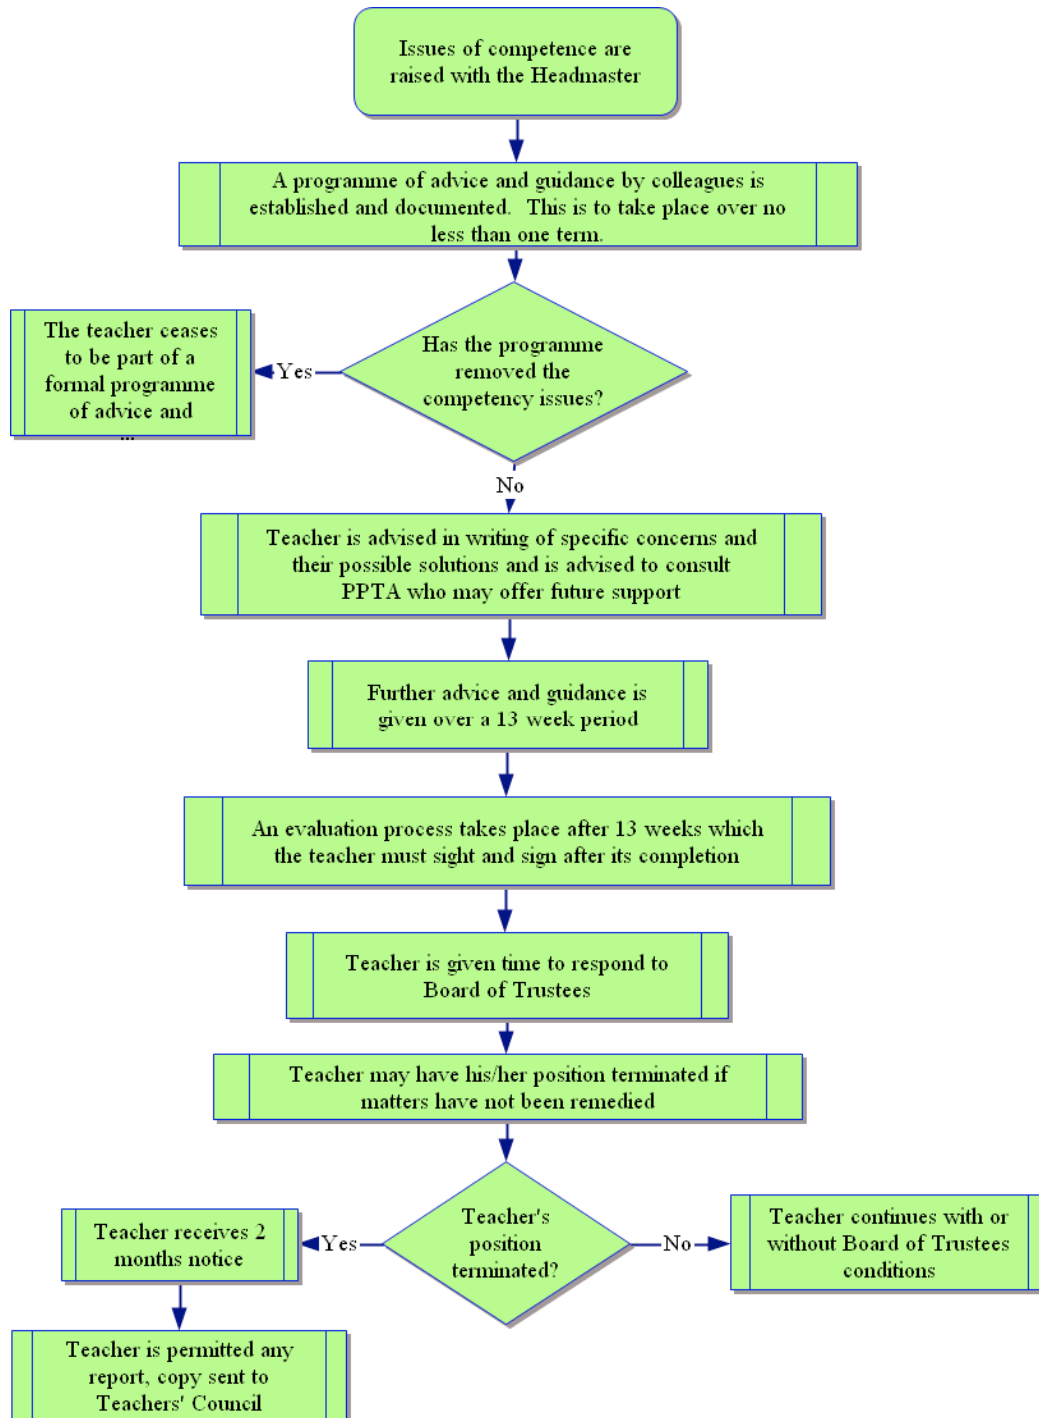 Issues of competence are
raised with the Headmaster
A programme of advice and guidance by colleagues is
established and documented.  This is to take place over no
less than one term.
The teacher ceases
to be part of a
formal programme
of advice and
...
Yes
Has the programme
removed the
competency issues?
No
Teacher is advised in writing of specific concerns and
their possible solutions and is advised to consult
PPTA who may offer future support
Further advice and guidance is
given over a 13 week period
An evaluation process takes place after 13 weeks which
the teacher must sight and sign after its completion
Teacher is given time to respond to
Board of Trustees
Teacher may have his/her position terminated if
matters have not been remedied
Teacher's
position
terminated?
Yes
Teacher receives 2
months notice
No
Teacher continues with or
without Board of Trustees
conditions
Teacher is permitted any
report, copy sent to
Teachers' Council